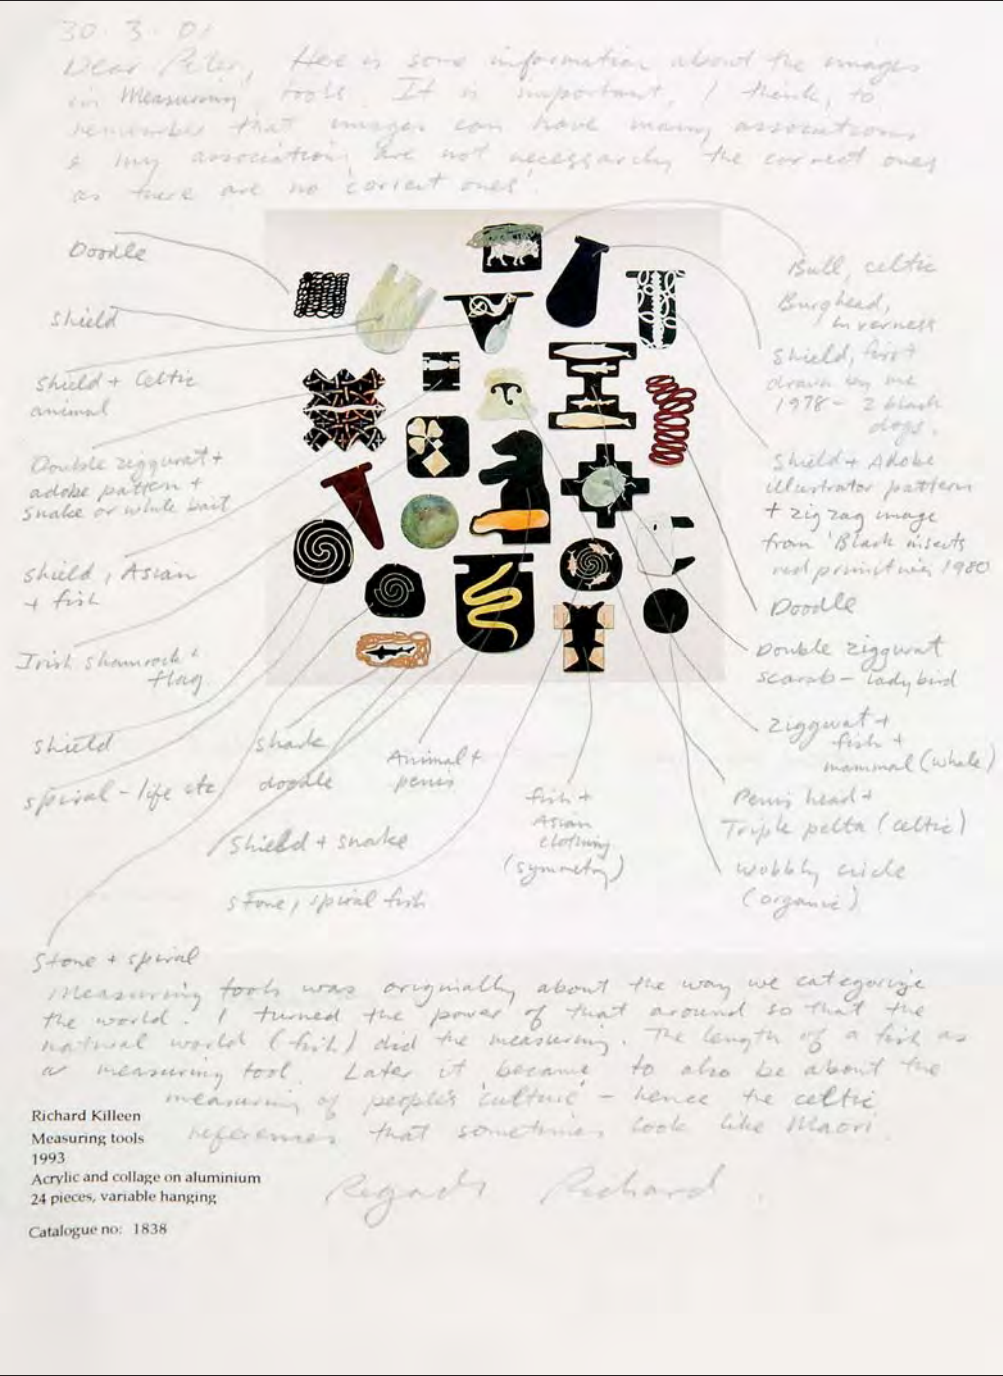 30.3.01
Dear Peter, Here is some information about the images
in 'Measuring tools'. It is important, I think, to
remember that images can have many associations
& my associations are not necessarily the correct ones
as there are no 'correct ones'.
Doodle
Shield
Shield + Celtic
animal
Double ziggurat +
adobe pattern +
snake or white bait
Shield, Asian
+ fish
Irish shamrock +
flag
Shield
spiral - life etc
Stone + spiral
shark
doodle
Animal +
penis
Shield + snake
Stone, spiral fish
fish +
Asian
clothing
(symmetry)
Bull, celtic
Burghead,
Inverness
Shield, first
drawn by me
1978 - 2 black
dogs.
Shield + Adobe
illustrator pattern
+ zig zag image
from 'Black insects
red primitives' 1980
Doodle
Double ziggurat
scarab - ladybird
Ziggurat +
fish +
mammal (whale)
Penis head +
Triple pelta (celtic)
wobbly circle
(organic)
Measuring tools was originally about the way we categorize
the world. I turned the power of that around so that the
natural world (fish) did the measuring. The length of a fish as
a measuring tool. Later it became to also be about the
measuring of people's 'culture' - hence the celtic
references that sometimes look like Maori.
Regards Richard.
Richard Killeen
Measuring tools
1993
Acrylic and collage on aluminium
24 pieces, variable hanging
Catalogue no: 1838